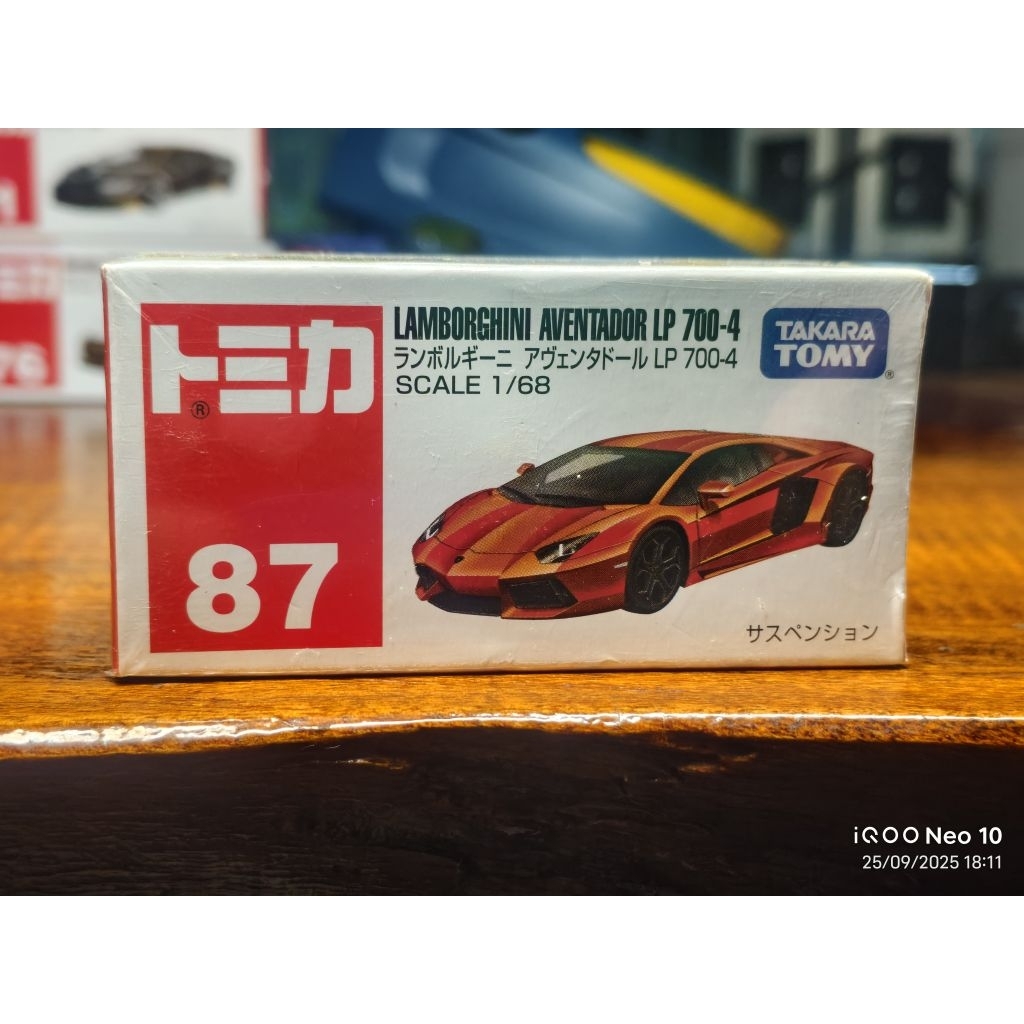 トミカ®
87
LAMBORGHINI AVENTADOR LP 700-4
ランボルギーニ アヴェンタドール LP 700-4
SCALE 1/68
TAKARA
TOMY®
サスペンション
76
iQOO Neo 10
25/09/2025 18:11